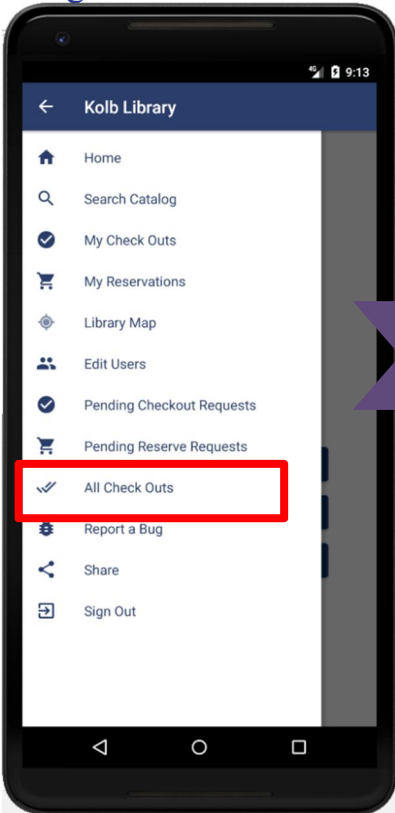 4G 9:13
Kolb Library
Home
Search Catalog
My Check Outs
My Reservations
Library Map
Edit Users
Pending Checkout Requests
Pending Reserve Requests
All Check Outs
Report a Bug
Share
Sign Out